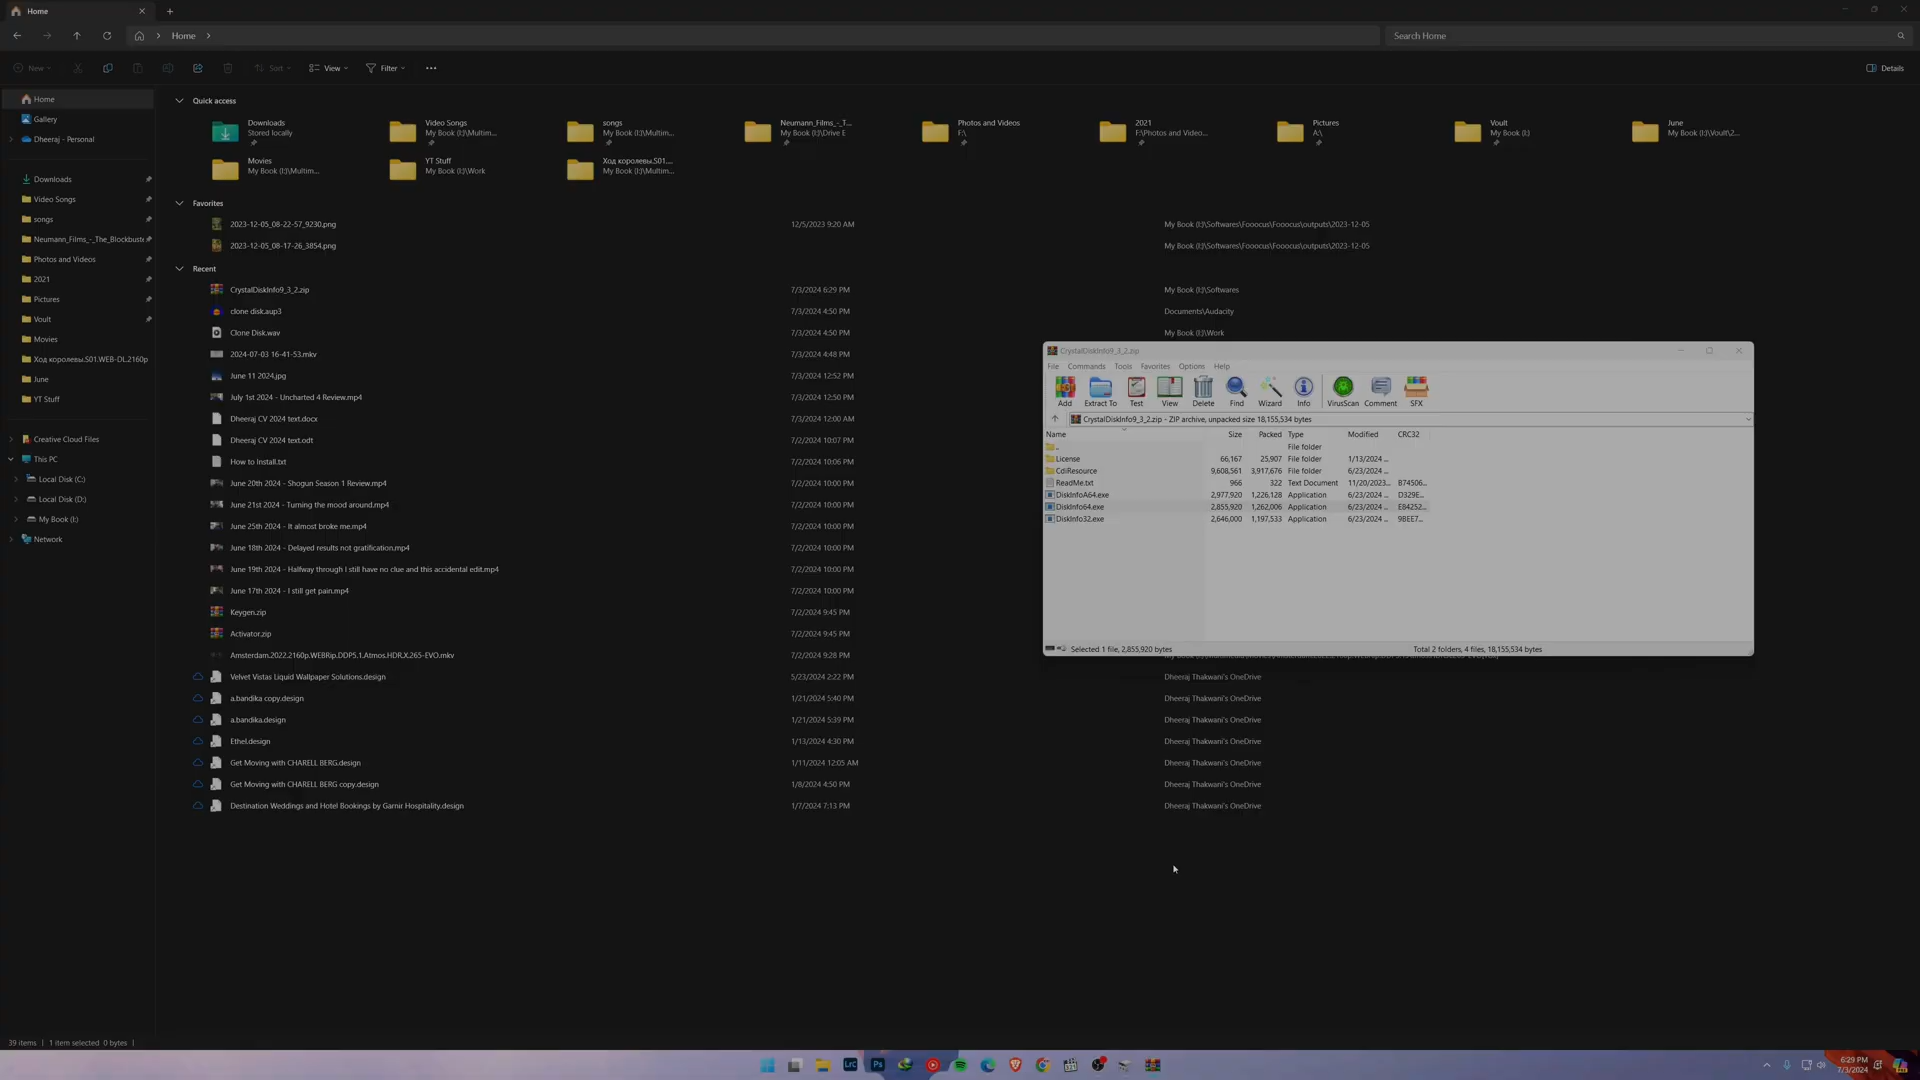 Home
Home
Search Home
New
Sort
View
Filter
Details
Home
Gallery
Dheeraj - Personal
Downloads
Video Songs
songs
Neumann_Films_-_The_Blockbuste
Photos and Videos
2021
Pictures
Voult
Movies
Ход королевы.S01.WEB-DL.2160p
June
YT Stuff
Creative Cloud Files
This PC
Local Disk (C:)
Local Disk (D:)
My Book (I:)
Network
Quick access
Downloads
Stored locally
Video Songs
My Book (I:)\Multim...
songs
My Book (I:)\Multim...
Neumann_Films_-_T...
My Book (I:)\Drive E
Photos and Videos
F:\
2021
F:\Photos and Video...
Pictures
A:\
Voult
My Book (I:)
June
My Book (I:)\Voult\2...
Movies
My Book (I:)\Multim...
YT Stuff
My Book (I:)\Work
Ход королевы.S01....
My Book (I:)\Multim...
Favorites
2023-12-05_08-22-57_9230.png 12/5/2023 9:20 AM My Book (I:)\Softwares\Fooocus\Fooocus\outputs\2023-12-05
2023-12-05_08-17-26_3854.png My Book (I:)\Softwares\Fooocus\Fooocus\outputs\2023-12-05
Recent
CrystalDiskInfo9_3_2.zip 7/3/2024 6:29 PM My Book (I:)\Softwares
clone disk.aup3 7/3/2024 4:50 PM Documents\Audacity
Clone Disk.wav 7/3/2024 4:50 PM My Book (I:)\Work
2024-07-03 16-41-53.mkv 7/3/2024 4:48 PM
June 11 2024.jpg 7/3/2024 12:52 PM
July 1st 2024 - Uncharted 4 Review.mp4 7/3/2024 12:50 PM
Dheeraj CV 2024 text.docx 7/3/2024 12:00 AM
Dheeraj CV 2024 text.odt 7/2/2024 10:07 PM
How to Install.txt 7/2/2024 10:06 PM
June 20th 2024 - Shogun Season 1 Review.mp4 7/2/2024 10:00 PM
June 21st 2024 - Turning the mood around.mp4 7/2/2024 10:00 PM
June 25th 2024 - It almost broke me.mp4 7/2/2024 10:00 PM
June 18th 2024 - Delayed results not gratification.mp4 7/2/2024 10:00 PM
June 19th 2024 - Halfway through I still have no clue and this accidental edit.mp4 7/2/2024 10:00 PM
June 17th 2024 - I still get pain.mp4 7/2/2024 10:00 PM
Keygen.zip 7/2/2024 9:45 PM
Activator.zip 7/2/2024 9:45 PM
Amsterdam.2022.2160p.WEBRip.DDP5.1.Atmos.HDR.X.265-EVO.mkv 7/2/2024 9:28 PM
Velvet Vistas Liquid Wallpaper Solutions.design 5/23/2024 2:22 PM Dheeraj Thakwani's OneDrive
a.bandika copy.design 1/21/2024 5:40 PM Dheeraj Thakwani's OneDrive
a.bandika.design 1/21/2024 5:39 PM Dheeraj Thakwani's OneDrive
Ethel.design 1/13/2024 4:30 PM Dheeraj Thakwani's OneDrive
Get Moving with CHARELL BERG.design 1/11/2024 12:05 AM Dheeraj Thakwani's OneDrive
Get Moving with CHARELL BERG copy.design 1/8/2024 4:50 PM Dheeraj Thakwani's OneDrive
Destination Weddings and Hotel Bookings by Garnir Hospitality.design 1/7/2024 7:13 PM Dheeraj Thakwani's OneDrive
CrystalDiskInfo9_3_2.zip
File Commands Tools Favorites Options Help
Add Extract To Test View Delete Find Wizard Info VirusScan Comment SFX
CrystalDiskInfo9_3_2.zip - ZIP archive, unpacked size 18,155,534 bytes
Name Size Packed Type Modified CRC32
.. File folder
License 66,167 25,907 File folder 1/13/2024 ...
CdiResource 9,608,561 3,917,676 File folder 6/23/2024 ...
ReadMe.txt 966 322 Text Document 11/20/2023... B74506...
DiskInfoA64.exe 2,977,920 1,226,128 Application 6/23/2024 ... D329E...
DiskInfo64.exe 2,855,920 1,262,006 Application 6/23/2024 ... E84252...
DiskInfo32.exe 2,646,000 1,197,533 Application 6/23/2024 ... 9BEE7...
Selected 1 file, 2,855,920 bytes
Total 2 folders, 4 files, 18,155,534 bytes
39 items
1 item selected 0 bytes
LrC
Ps
6:29 PM
7/3/2024